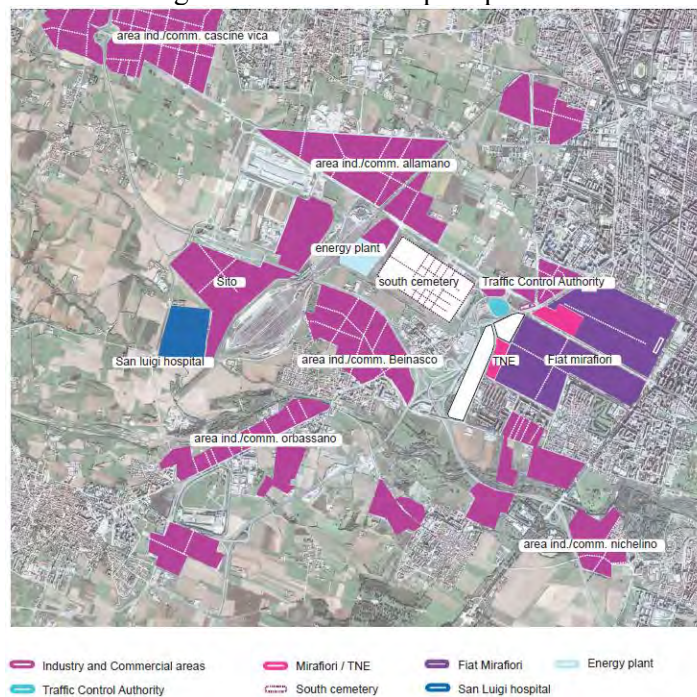 area ind./comm. cascine vica
area ind./comm. allamano
energy plant
south cemetery
Traffic Control Authority
Sito
San luigi hospital
area ind./comm. Beinasco
TNE
Fiat mirafiori
area ind./comm. orbassano
area ind./comm. nichelino
Industry and Commercial areas
Mirafiori / TNE
Fiat Mirafiori
Energy plant
Traffic Control Authority
South cemetery
San Luigi hospital